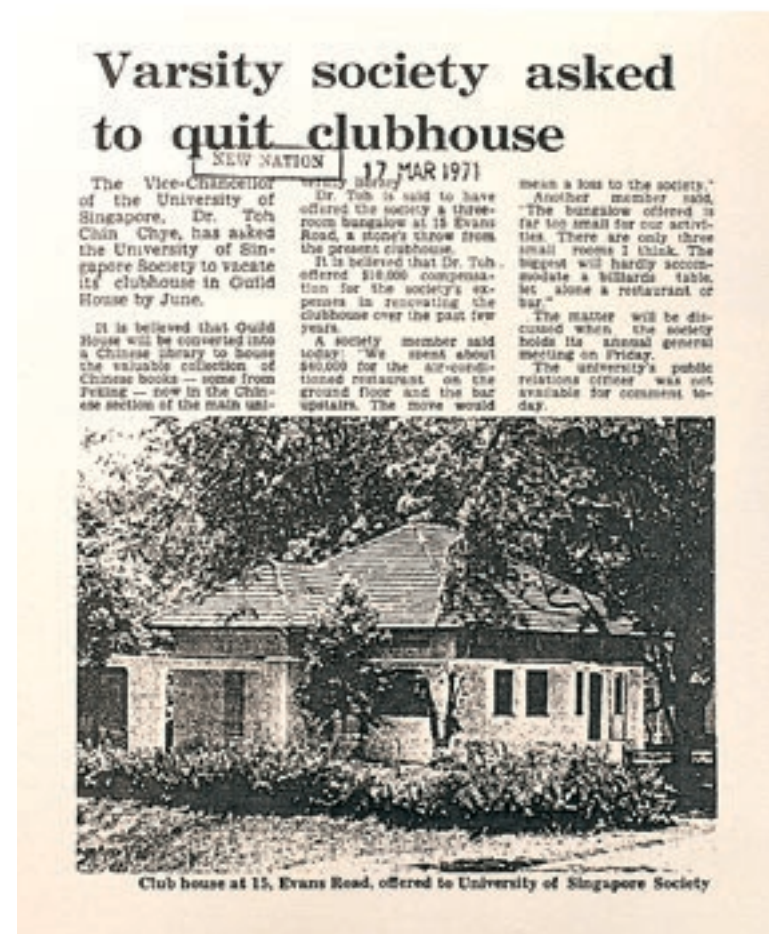 Varsity society asked
to quit clubhouse
NEW NATION
17 MAR 1971
The Vice-Chancellor
of the University of
Singapore, Dr. Toh
Chin Chye, has asked
the University of Sin-
gapore Society to vacate
its clubhouse in Guild
House by June.
It is believed that Guild
House will be converted into
a Chinese library to house
the valuable collection of
Chinese books — some from
Peking — now in the Chin-
ese section of the main uni-
versity library.
Dr. Toh is said to have
offered the society a three-
room bungalow at 15 Evans
Road, a stone's throw from
the present clubhouse.
It is believed that Dr. Toh
offered $10,000 compensa-
tion for the society's ex-
penses in renovating the
clubhouse over the past few
years.
A society member said
today: "We spent about
$60,000 for the air-condi-
tioned restaurant on the
ground floor and the bar
upstairs. The move would
mean a loss to the society."
Another member said,
"The bungalow offered is
far too small for our activi-
ties. There are only three
small rooms I think. The
biggest will hardly accom-
modate a billiards table,
let alone a restaurant or
bar."
The matter will be dis-
cussed when the society
holds its annual general
meeting on Friday.
The university's public
relations officer was not
available for comment to-
day.
Club house at 15, Evans Road, offered to University of Singapore Society